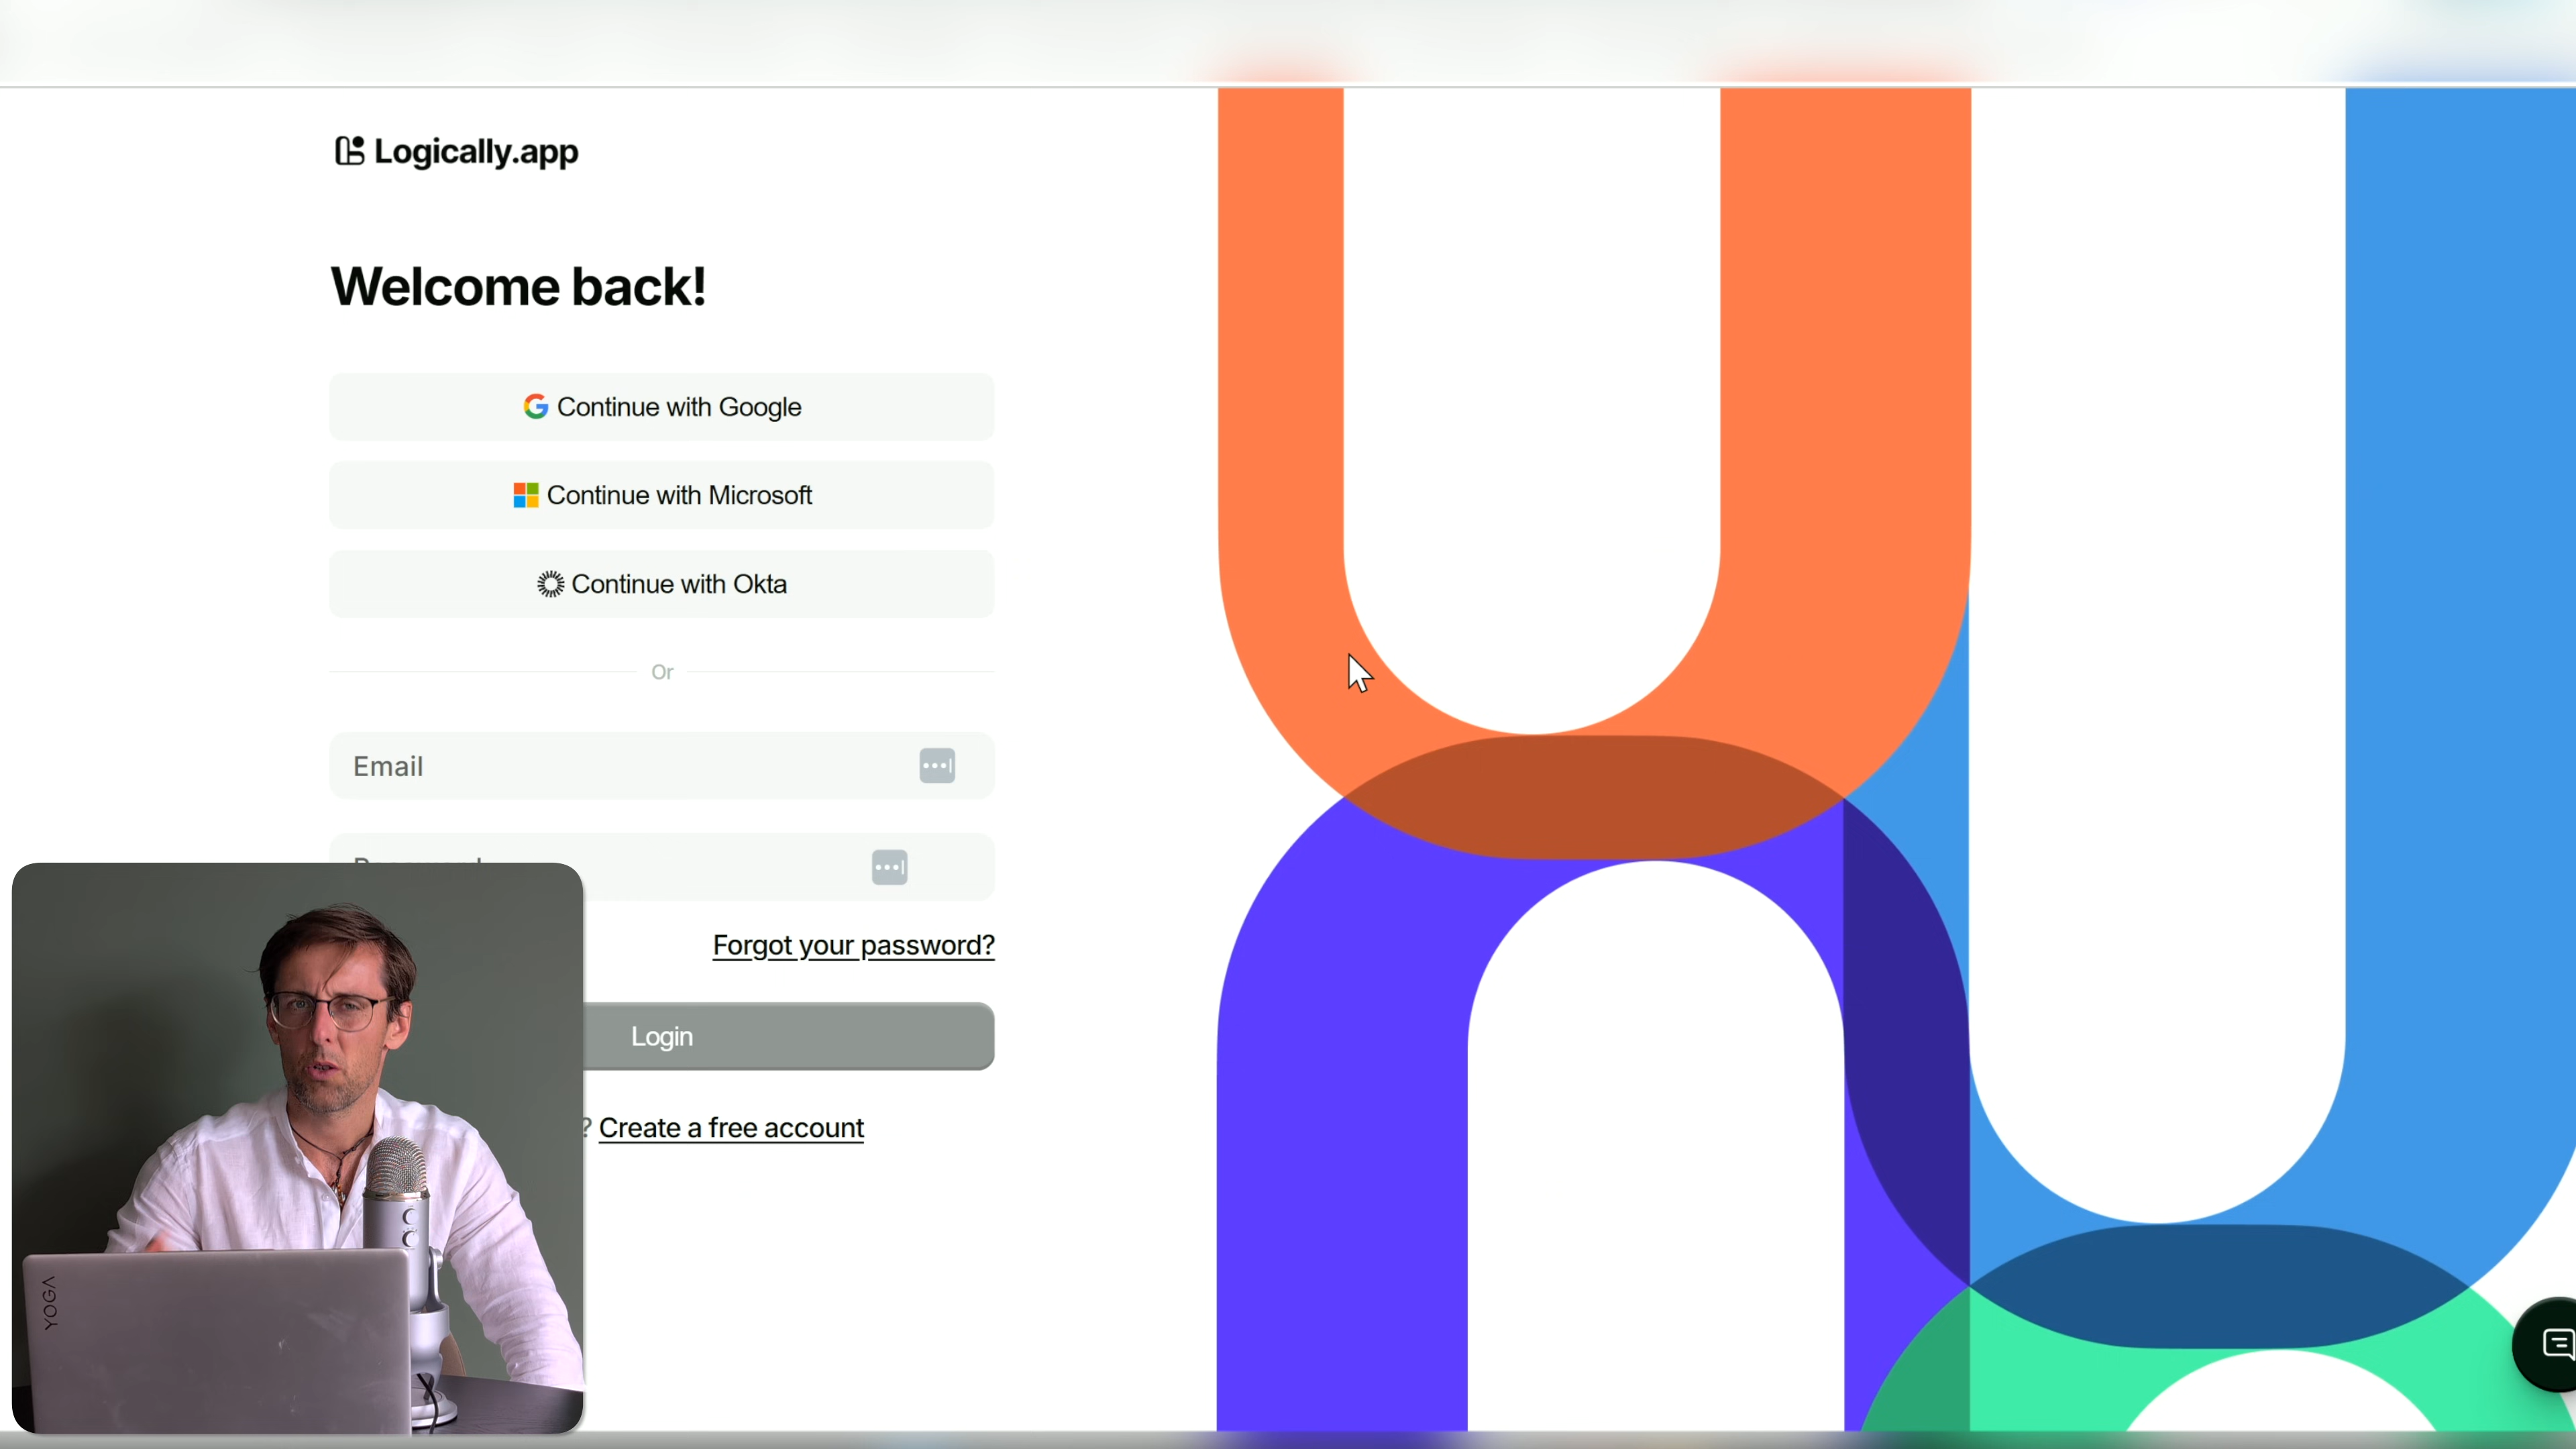 Logically.app
Welcome back!
Continue with Google
Continue with Microsoft
Continue with Okta
Or
Email
Forgot your password?
Login
? Create a free account
YOGA